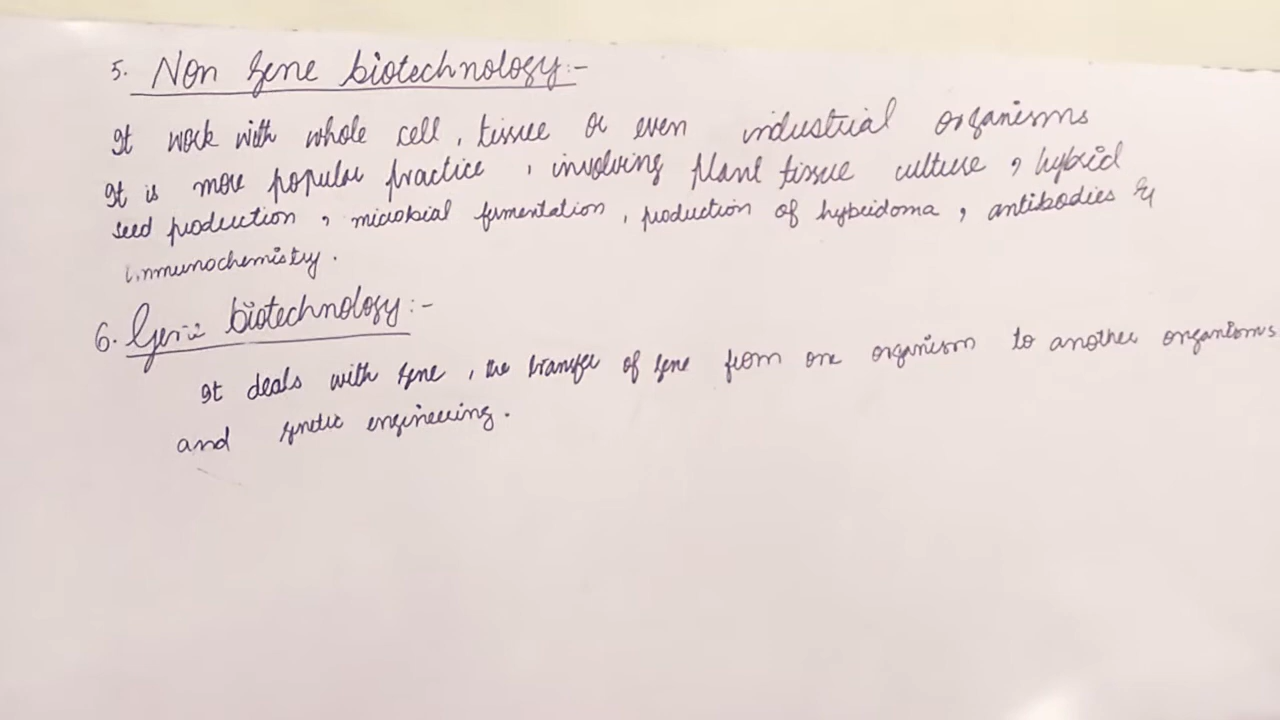 5. Non Gene biotechnology:-
It work with whole cell, tissue or even industrial organisms
It is more popular practice, involving plant tissue culture, hybrid
seed production, microbial fermentation, production of hybridoma, antibodies &
immunochemistry.
6. Gene biotechnology:-
It deals with gene, the transfer of gene from one organism to another organisms
and genetic engineering.